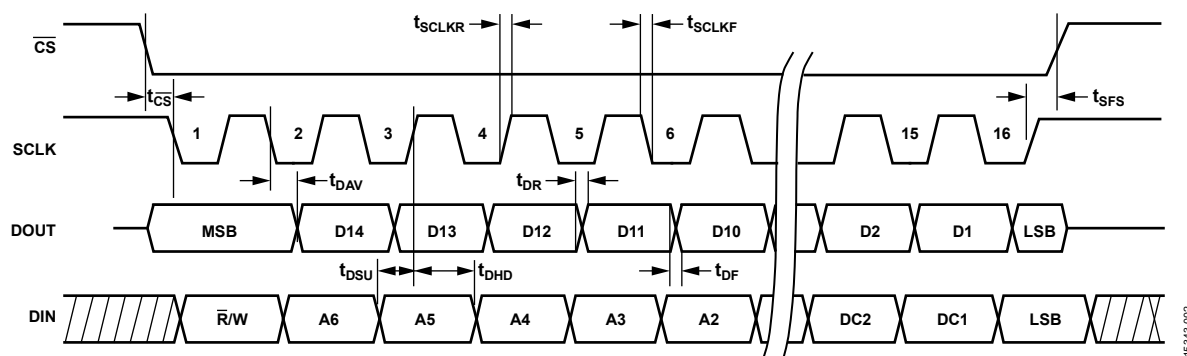 tSCLKR tSCLKF
CS
tCS tSFS
1 2 3 4 5 6 15 16
SCLK
tDAV tDR
DOUT MSB D14 D13 D12 D11 D10 D2 D1 LSB
tDSU tDHD tDF
DIN R/W A6 A5 A4 A3 A2 DC2 DC1 LSB